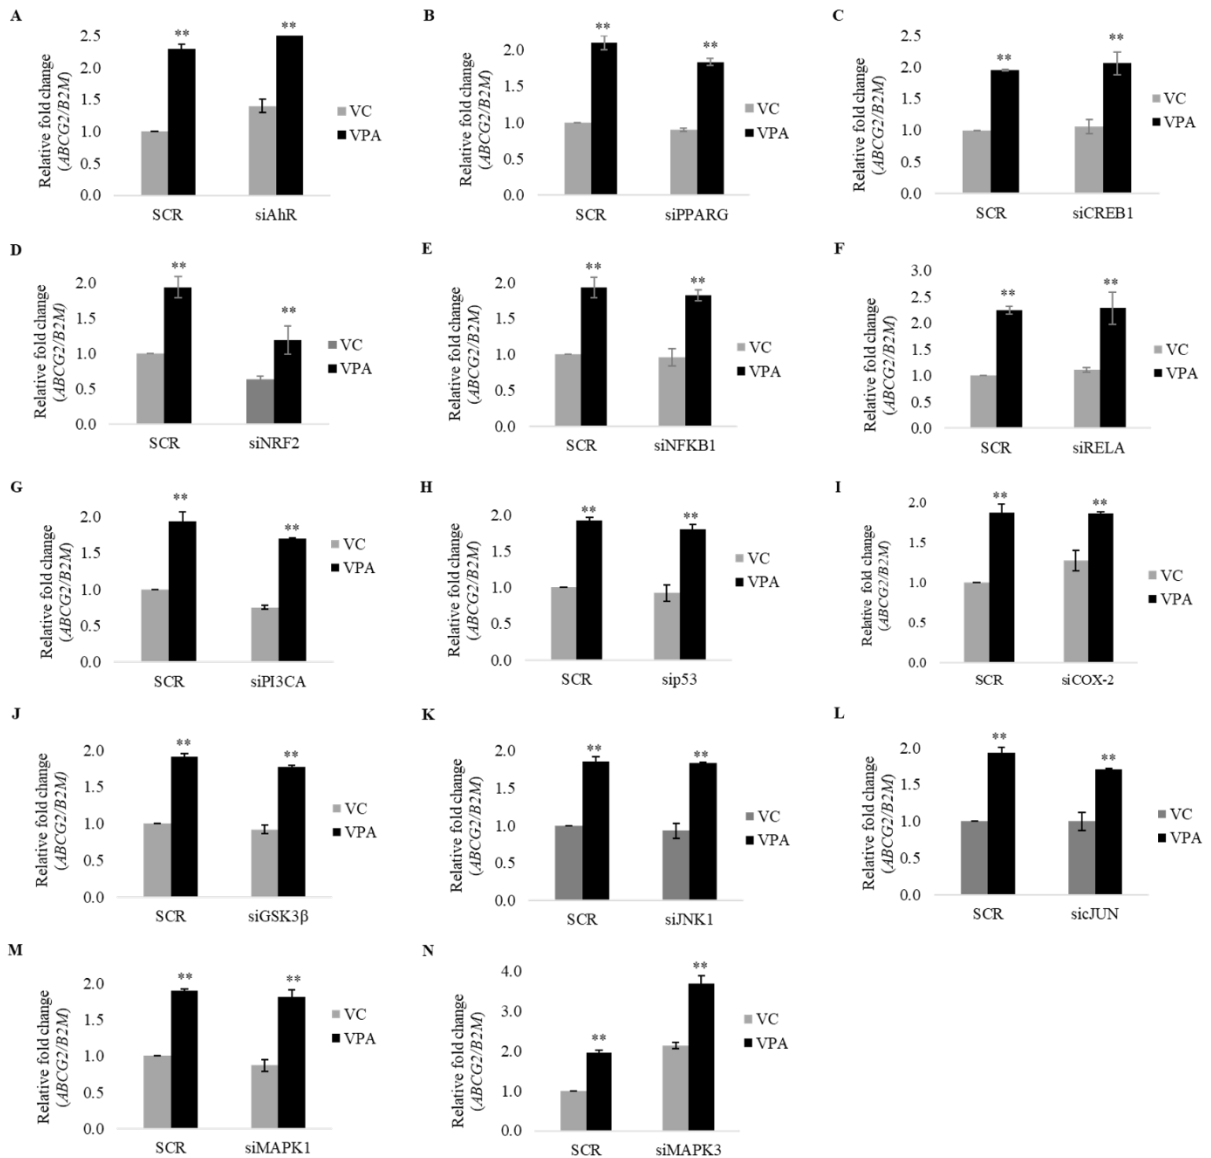 A
Relative fold change
(ABCG2/B2M)
2.5
2.0
1.5
1.0
0.5
0.0
**
**
SCR
siAhR
VC
VPA
B
Relative fold change
(ABCG2/B2M)
2.0
1.5
1.0
0.5
0.0
**
**
SCR
siPPARG
VC
VPA
C
Relative fold change
(ABCG2/B2M)
2.5
2.0
1.5
1.0
0.5
0.0
**
**
SCR
siCREB1
VC
VPA
D
Relative fold change
(ABCG2/B2M)
2.0
1.5
1.0
0.5
0.0
**
**
SCR
siNRF2
VC
VPA
E
Relative fold change
(ABCG2/B2M)
2.0
1.5
1.0
0.5
0.0
**
**
SCR
siNFKB1
VC
VPA
F
Relative fold change
(ABCG2/B2M)
3.0
2.5
2.0
1.5
1.0
0.5
0.0
**
**
SCR
siRELA
VC
VPA
G
Relative fold change
(ABCG2/B2M)
2.0
1.5
1.0
0.5
0.0
**
**
SCR
siPI3CA
VC
VPA
H
Relative fold change
(ABCG2/B2M)
2.0
1.5
1.0
0.5
0.0
**
**
SCR
sip53
VC
VPA
I
Relative fold change
(ABCG2/B2M)
2.0
1.5
1.0
0.5
0.0
**
**
SCR
siCOX-2
VC
VPA
J
Relative fold change
(ABCG2/B2M)
2.0
1.5
1.0
0.5
0.0
**
**
SCR
siGSK3β
VC
VPA
K
Relative fold change
(ABCG2/B2M)
2.0
1.5
1.0
0.5
0.0
**
**
SCR
siJNK1
VC
VPA
L
Relative fold change
(ABCG2/B2M)
2.0
1.5
1.0
0.5
0.0
**
**
SCR
sicJUN
VC
VPA
M
Relative fold change
(ABCG2/B2M)
2.0
1.5
1.0
0.5
0.0
**
**
SCR
siMAPK1
VC
VPA
N
Relative fold change
(ABCG2/B2M)
4.0
3.0
2.0
1.0
0.0
**
**
SCR
siMAPK3
VC
VPA